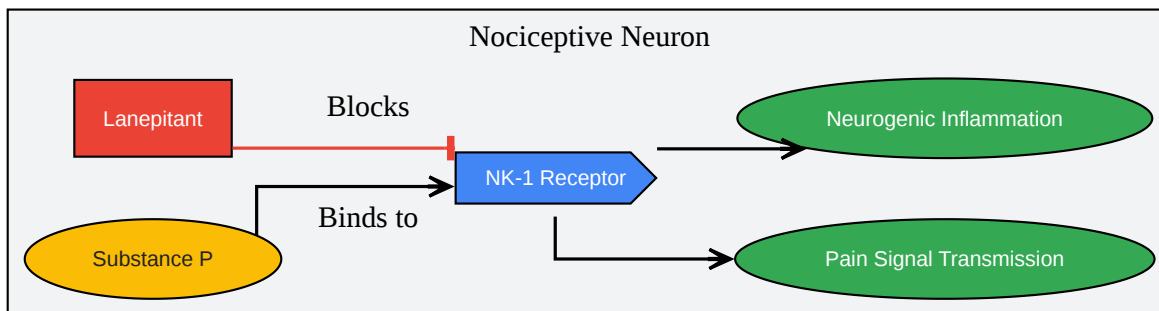 Nociceptive Neuron
Lanepitant
Blocks
Neurogenic Inflammation
NK-1 Receptor
Binds to
Substance P
Pain Signal Transmission